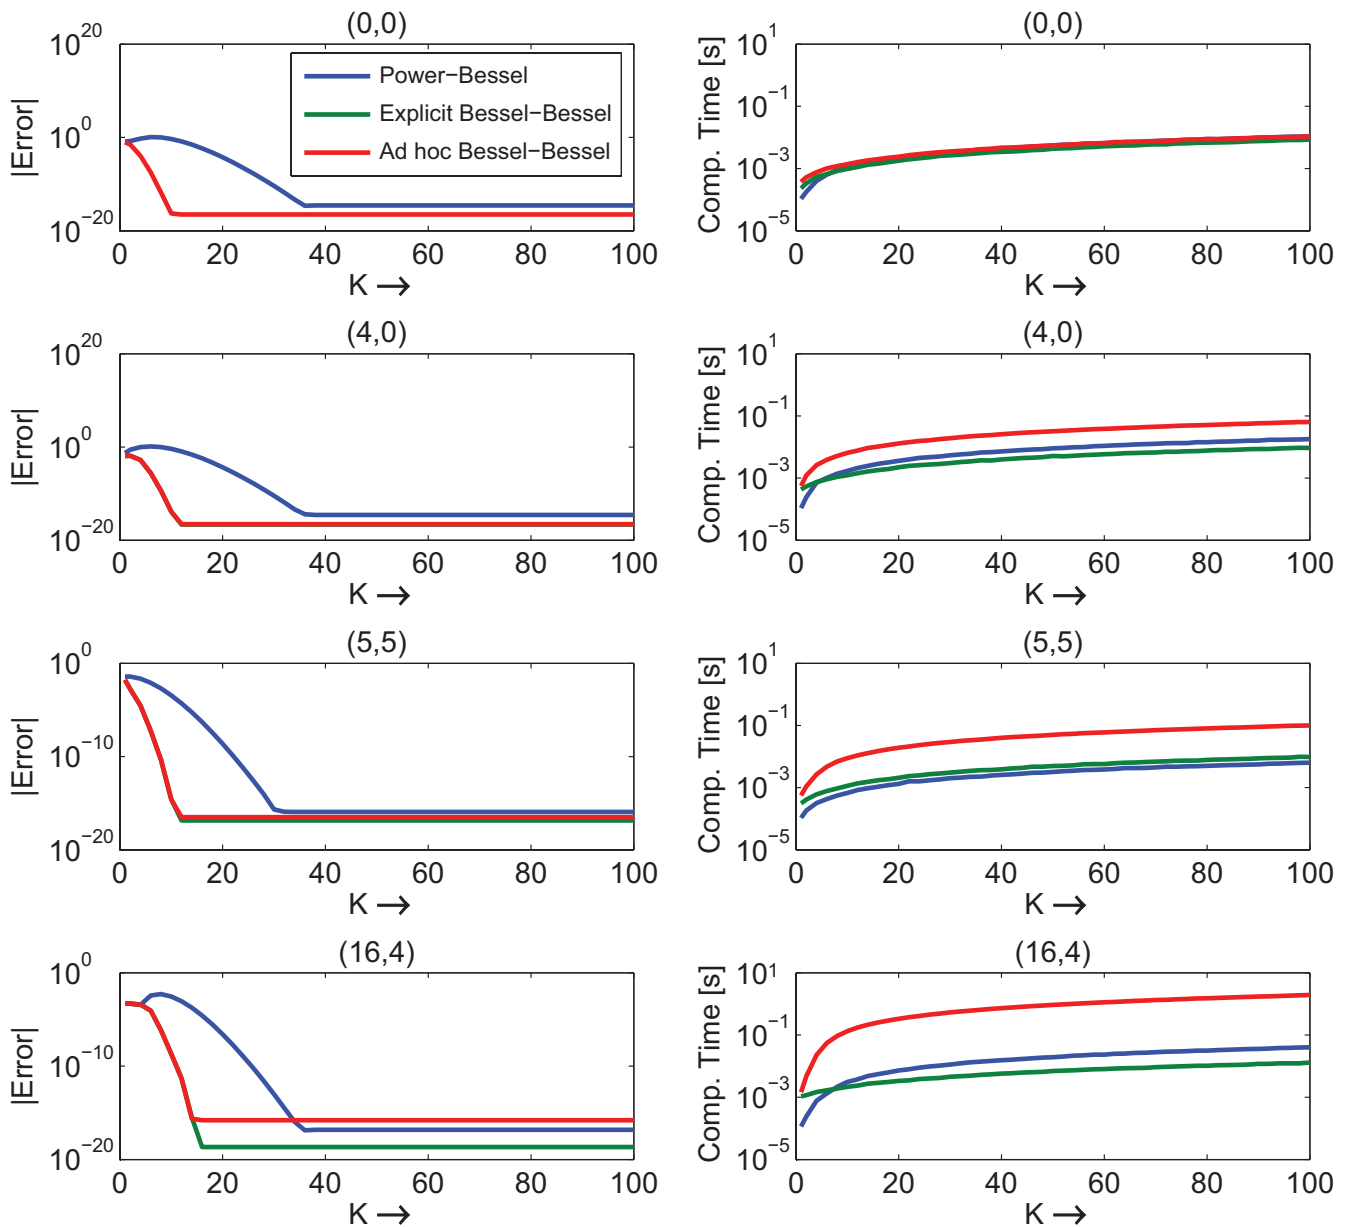 (0,0)
10^20
10^0
10^−20
|Error|
Power−Bessel
Explicit Bessel−Bessel
Ad hoc Bessel−Bessel
0 20 40 60 80 100
K →
(0,0)
10^1
10^−1
10^−3
10^−5
Comp. Time [s]
0 20 40 60 80 100
K →
(4,0)
10^20
10^0
10^−20
|Error|
0 20 40 60 80 100
K →
(4,0)
10^1
10^−1
10^−3
10^−5
Comp. Time [s]
0 20 40 60 80 100
K →
(5,5)
10^0
10^−10
10^−20
|Error|
0 20 40 60 80 100
K →
(5,5)
10^1
10^−1
10^−3
10^−5
Comp. Time [s]
0 20 40 60 80 100
K →
(16,4)
10^0
10^−10
10^−20
|Error|
0 20 40 60 80 100
K →
(16,4)
10^1
10^−1
10^−3
10^−5
Comp. Time [s]
0 20 40 60 80 100
K →